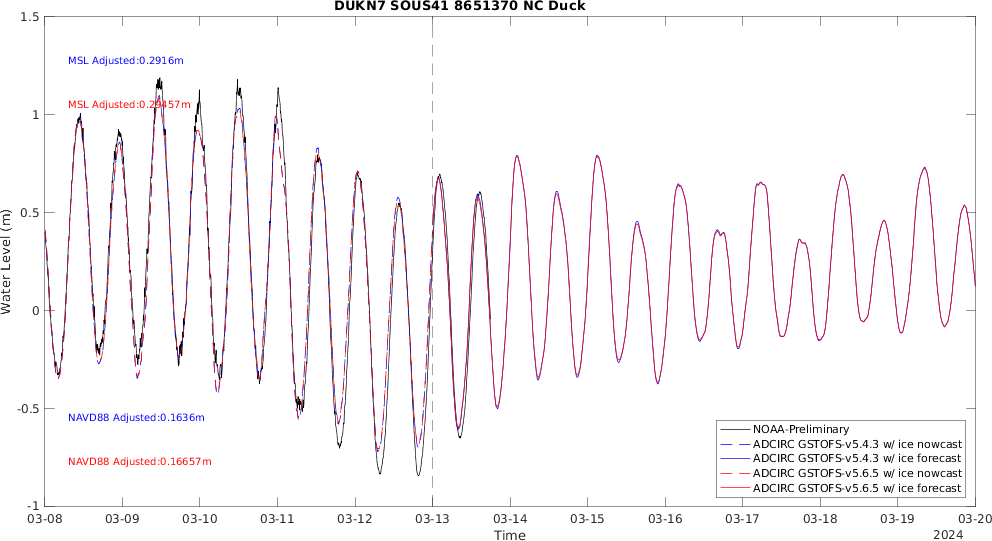 DUKN7 SOUS41 8651370 NC Duck
1.5
MSL Adjusted:0.2916m
MSL Adjusted:0.29457m
1
0.5
Water Level (m)
0
-0.5
NAVD88 Adjusted:0.1636m
NAVD88 Adjusted:0.16657m
NOAA-Preliminary
ADCIRC GSTOFS-v5.4.3 w/ ice nowcast
ADCIRC GSTOFS-v5.4.3 w/ ice forecast
ADCIRC GSTOFS-v5.6.5 w/ ice nowcast
ADCIRC GSTOFS-v5.6.5 w/ ice forecast
-1
03-08 03-09 03-10 03-11 03-12 03-13 03-14 03-15 03-16 03-17 03-18 03-19 03-20
Time
2024